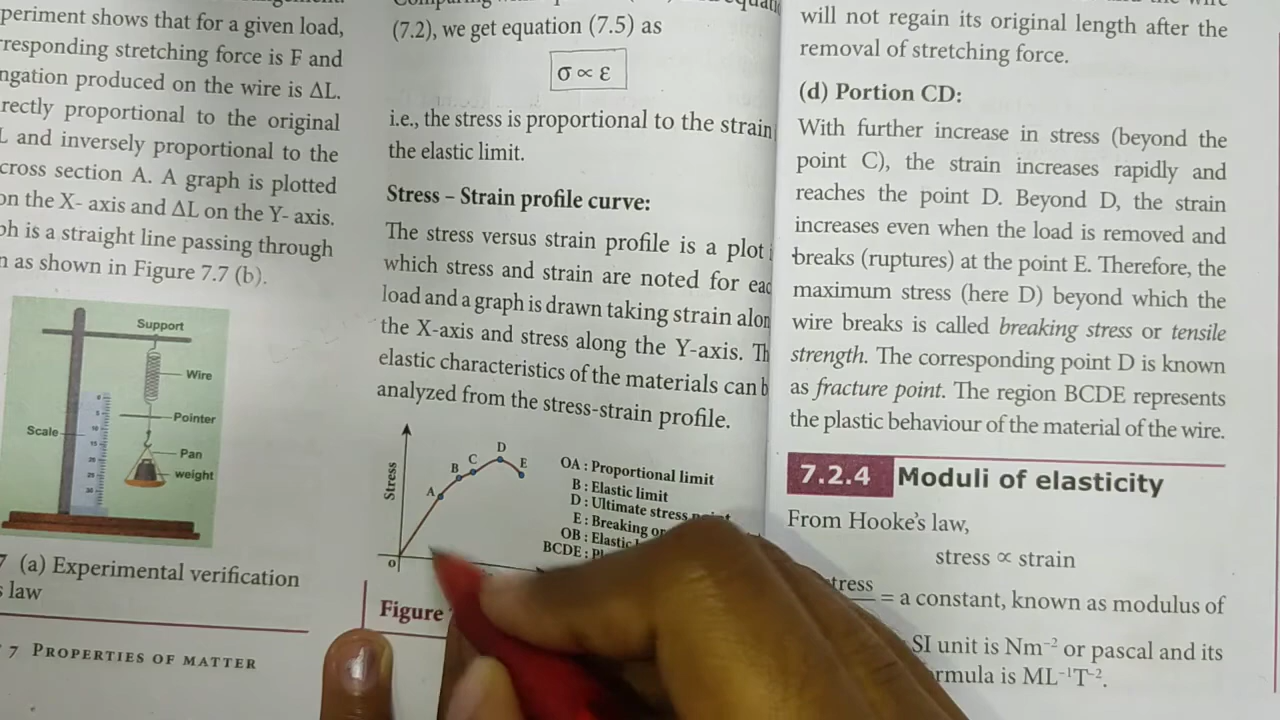 periment shows that for a given load,
rresponding stretching force is F and
ngation produced on the wire is ΔL.
rectly proportional to the original
L and inversely proportional to the
cross section A. A graph is plotted
on the X- axis and ΔL on the Y- axis.
ph is a straight line passing through
n as shown in Figure 7.7 (b).
Support
Wire
Pointer
Scale
Pan
weight
7 (a) Experimental verification
s law
7 PROPERTIES OF MATTER
(7.2), we get equation (7.5) as
σ ∝ ε
i.e., the stress is proportional to the strain
the elastic limit.
Stress – Strain profile curve:
The stress versus strain profile is a plot
which stress and strain are noted for eac
load and a graph is drawn taking strain alon
the X-axis and stress along the Y-axis. Th
elastic characteristics of the materials can b
analyzed from the stress-strain profile.
Stress
A
B
C
D
E
O
OA : Proportional limit
B : Elastic limit
D : Ultimate stress point
E : Breaking or
OB : Elastic
BCDE : Pl
Figure
will not regain its original length after the
removal of stretching force.
(d) Portion CD:
With further increase in stress (beyond the
point C), the strain increases rapidly and
reaches the point D. Beyond D, the strain
increases even when the load is removed and
breaks (ruptures) at the point E. Therefore, the
maximum stress (here D) beyond which the
wire breaks is called breaking stress or tensile
strength. The corresponding point D is known
as fracture point. The region BCDE represents
the plastic behaviour of the material of the wire.
7.2.4 Moduli of elasticity
From Hooke's law,
stress ∝ strain
tress
= a constant, known as modulus of
SI unit is Nm⁻² or pascal and its
rmula is ML⁻¹T⁻².